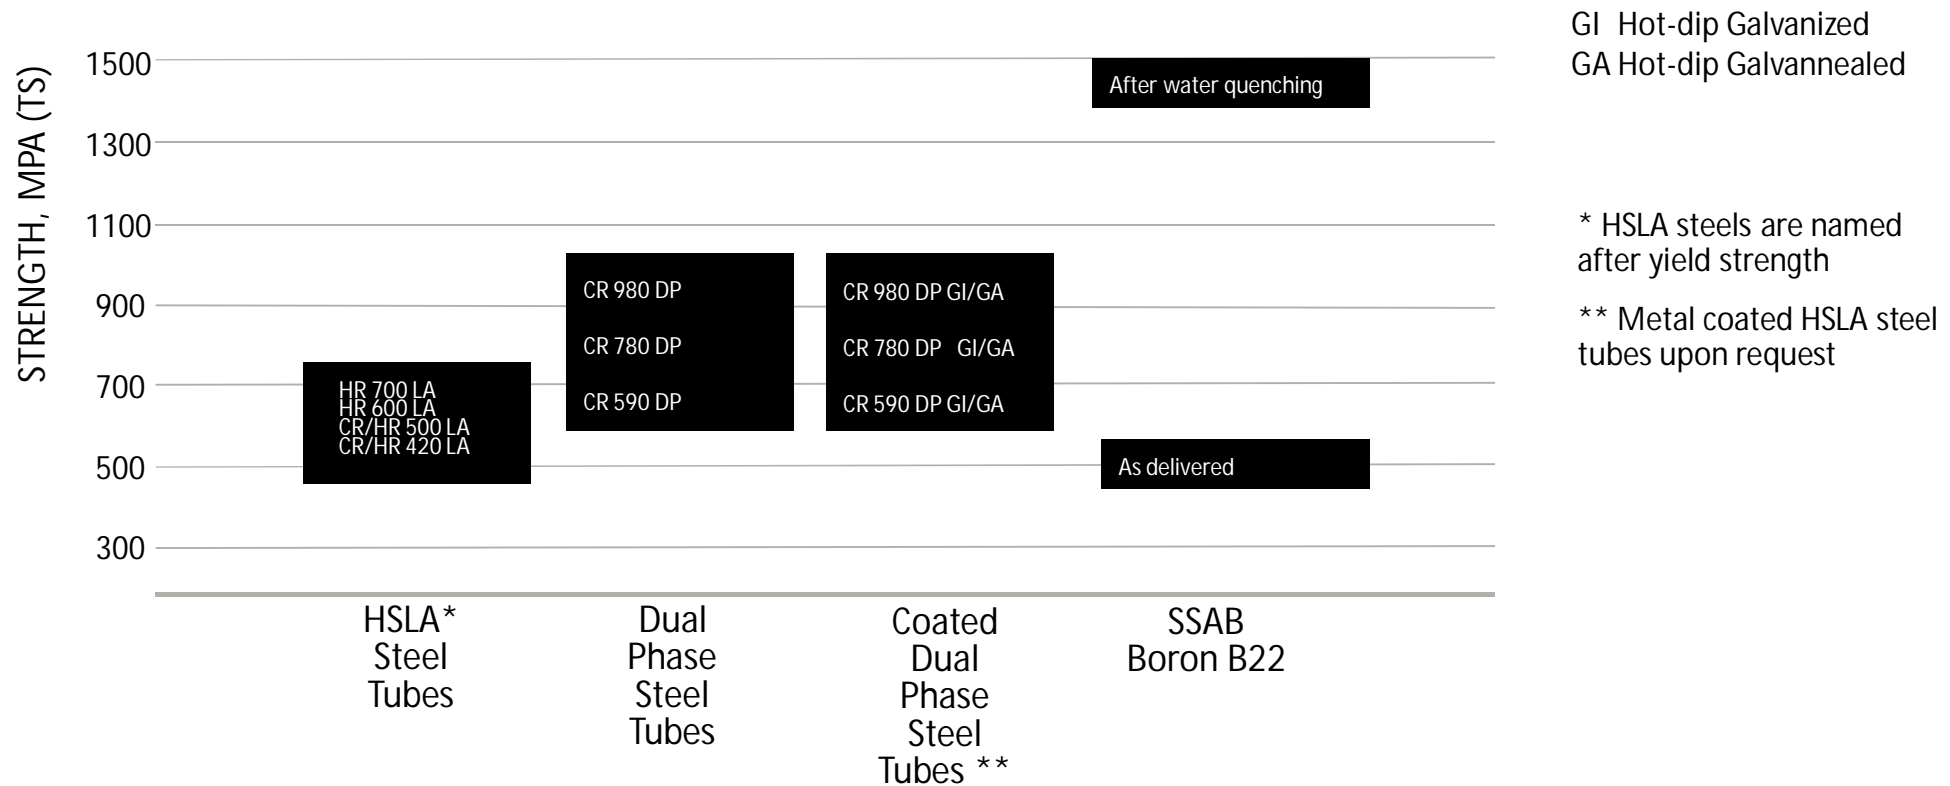 GI Hot-dip Galvanized
GA Hot-dip Galvannealed
STRENGTH, MPA (TS)
1500
1300
1100
900
700
500
300
After water quenching
CR 980 DP
CR 780 DP
CR 590 DP
CR 980 DP GI/GA
CR 780 DP GI/GA
CR 590 DP GI/GA
HR 700 LA
HR 600 LA
CR/HR 500 LA
CR/HR 420 LA
As delivered
* HSLA steels are named
after yield strength
** Metal coated HSLA steel
tubes upon request
HSLA*
Steel
Tubes
Dual
Phase
Steel
Tubes
Coated
Dual
Phase
Steel
Tubes **
SSAB
Boron B22